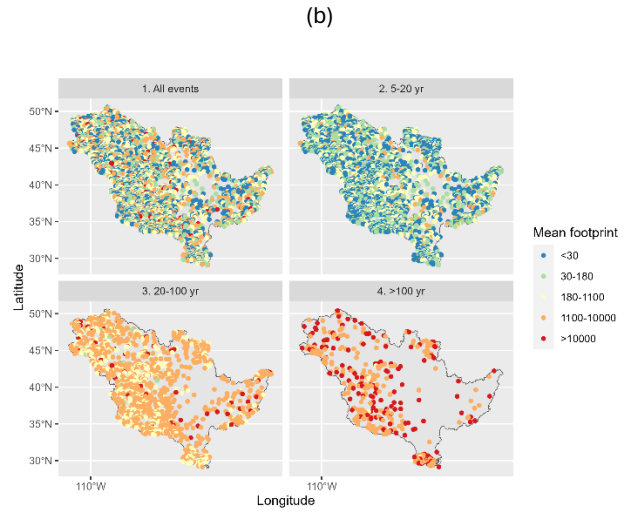 (b)
1. All events
2. 5-20 yr
50°N
45°N
40°N
35°N
30°N
Latitude
3. 20-100 yr
4. >100 yr
50°N
45°N
40°N
35°N
30°N
110°W
110°W
Longitude
Mean footprint
<30
30-180
180-1100
1100-10000
>10000